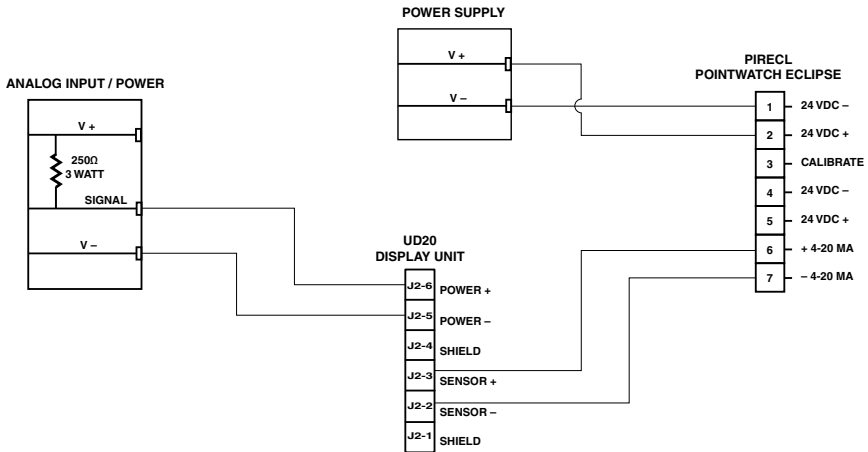 POWER SUPPLY
V +
V –
ANALOG INPUT / POWER
V +
250Ω
3 WATT
SIGNAL
V –
UD20
DISPLAY UNIT
J2-6 POWER +
J2-5 POWER –
J2-4 SHIELD
J2-3 SENSOR +
J2-2 SENSOR –
J2-1 SHIELD
PIRECL
POINTWATCH ECLIPSE
1 24 VDC –
2 24 VDC +
3 CALIBRATE
4 24 VDC –
5 24 VDC +
6 + 4-20 MA
7 – 4-20 MA